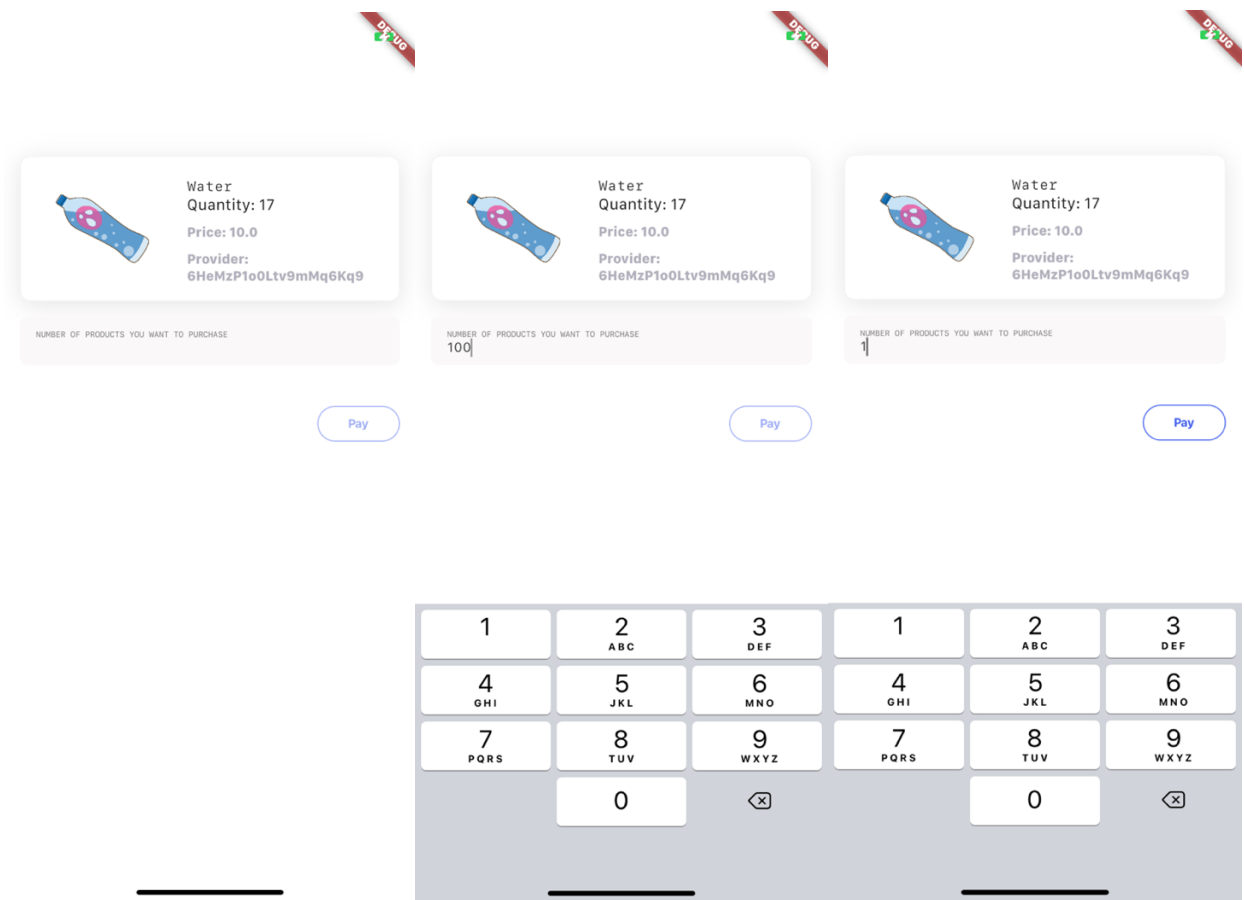 DEBUG
Water
Quantity: 17
Price: 10.0
Provider:
6HeMzP1o0Ltv9mMq6Kq9
NUMBER OF PRODUCTS YOU WANT TO PURCHASE
Pay
DEBUG
Water
Quantity: 17
Price: 10.0
Provider:
6HeMzP1o0Ltv9mMq6Kq9
NUMBER OF PRODUCTS YOU WANT TO PURCHASE
100
Pay
1
2
ABC
3
DEF
4
GHI
5
JKL
6
MNO
7
PQRS
8
TUV
9
WXYZ
0
DEBUG
Water
Quantity: 17
Price: 10.0
Provider:
6HeMzP1o0Ltv9mMq6Kq9
NUMBER OF PRODUCTS YOU WANT TO PURCHASE
1
Pay
1
2
ABC
3
DEF
4
GHI
5
JKL
6
MNO
7
PQRS
8
TUV
9
WXYZ
0